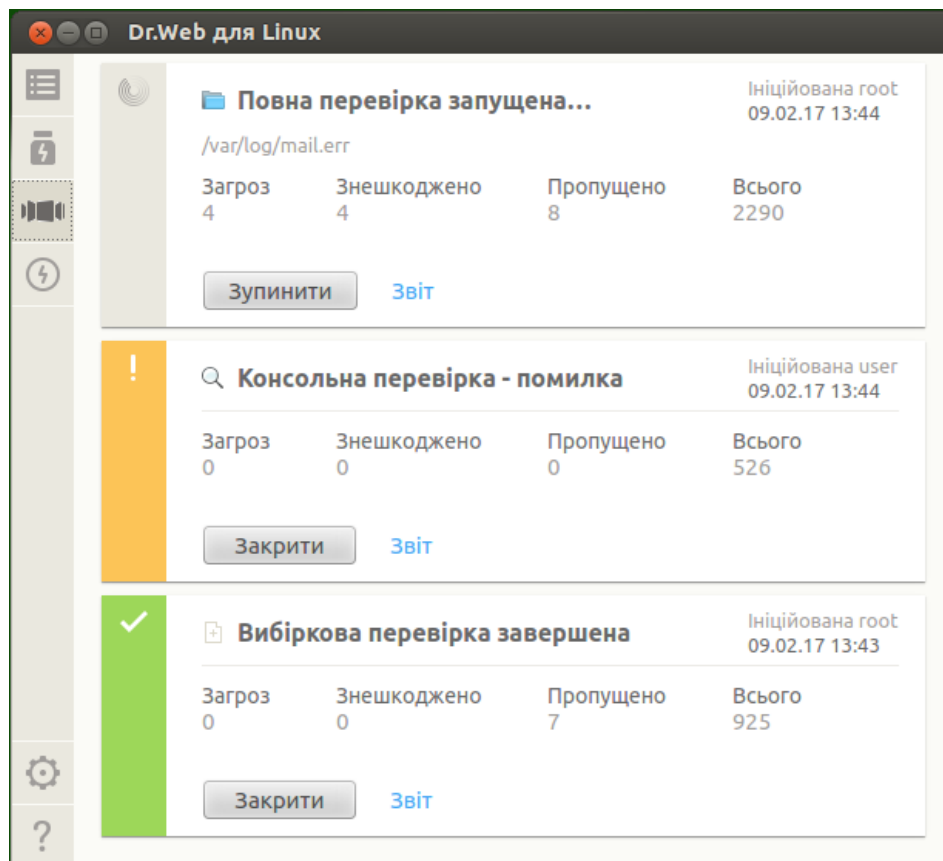 Dr.Web для Linux
Повна перевірка запущена...
Ініційована root
09.02.17 13:44
/var/log/mail.err
Загроз Знешкоджено Пропущено Всього
4 4 8 2290
Зупинити Звіт
!
Консольна перевірка - помилка
Ініційована user
09.02.17 13:44
Загроз Знешкоджено Пропущено Всього
0 0 0 526
Закрити Звіт
Вибіркова перевірка завершена
Ініційована root
09.02.17 13:43
Загроз Знешкоджено Пропущено Всього
0 0 7 925
Закрити Звіт
?